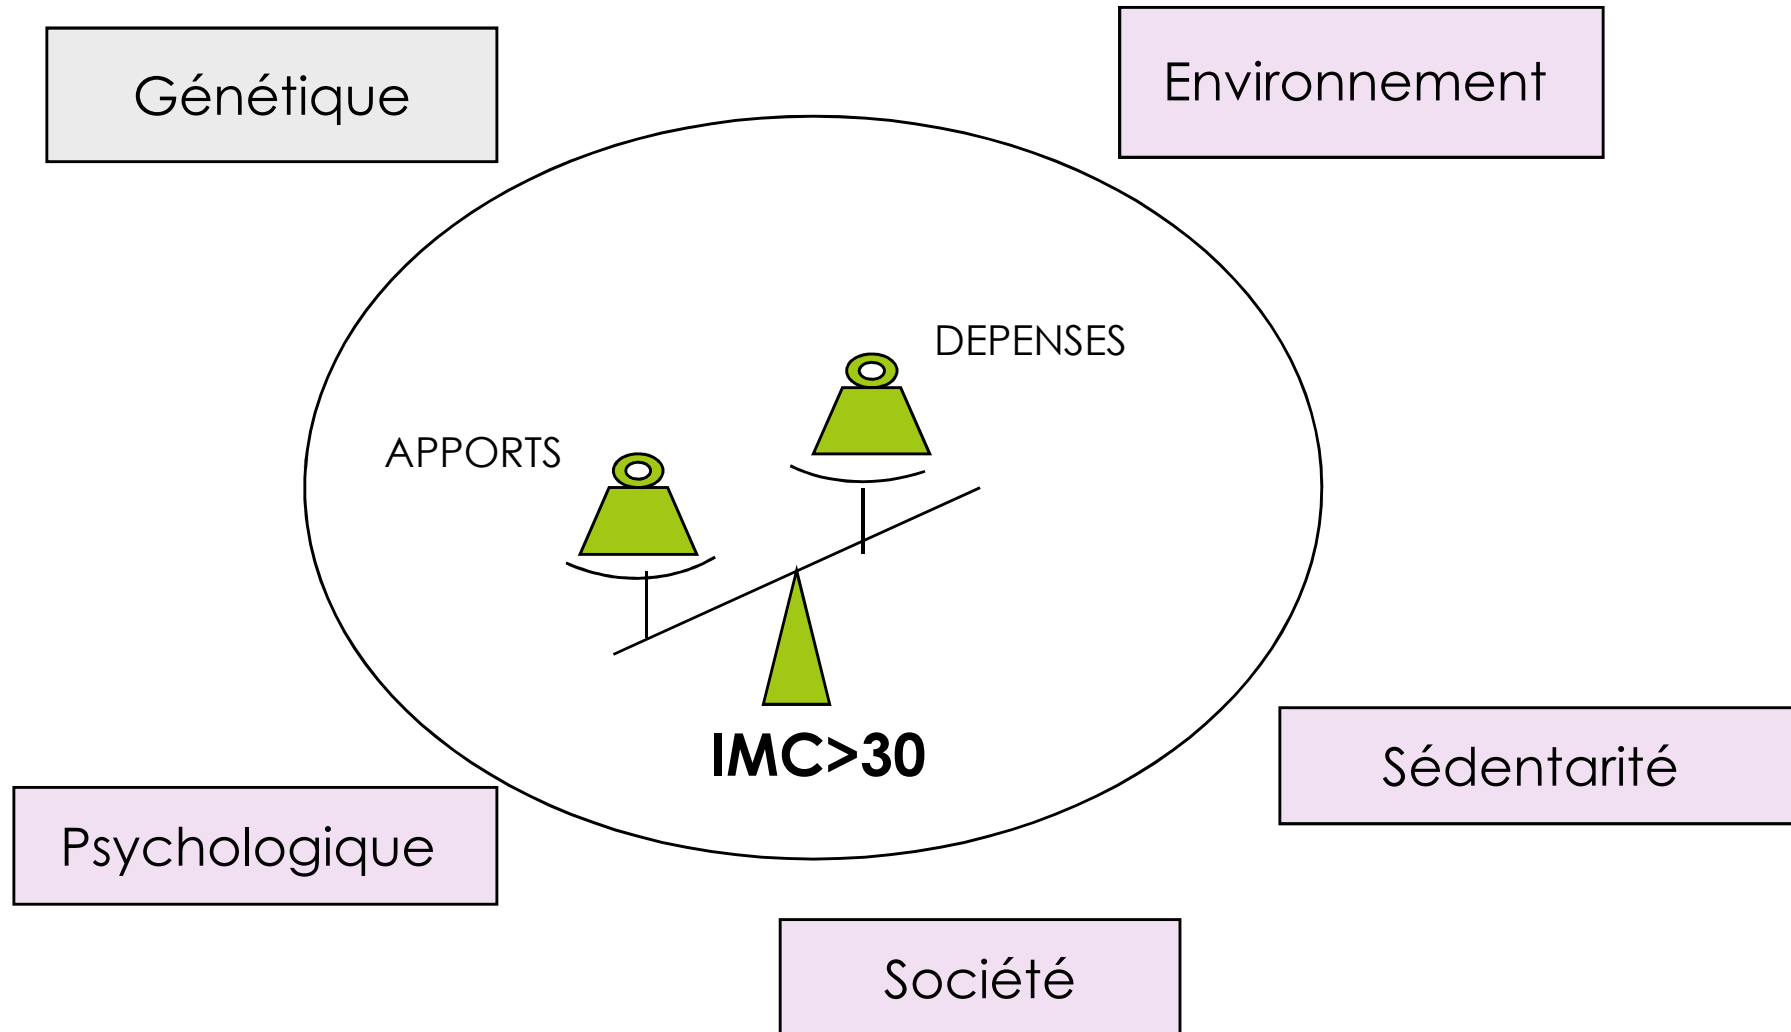 Génétique
Environnement
DEPENSES
APPORTS
IMC>30
Sédentarité
Psychologique
Société